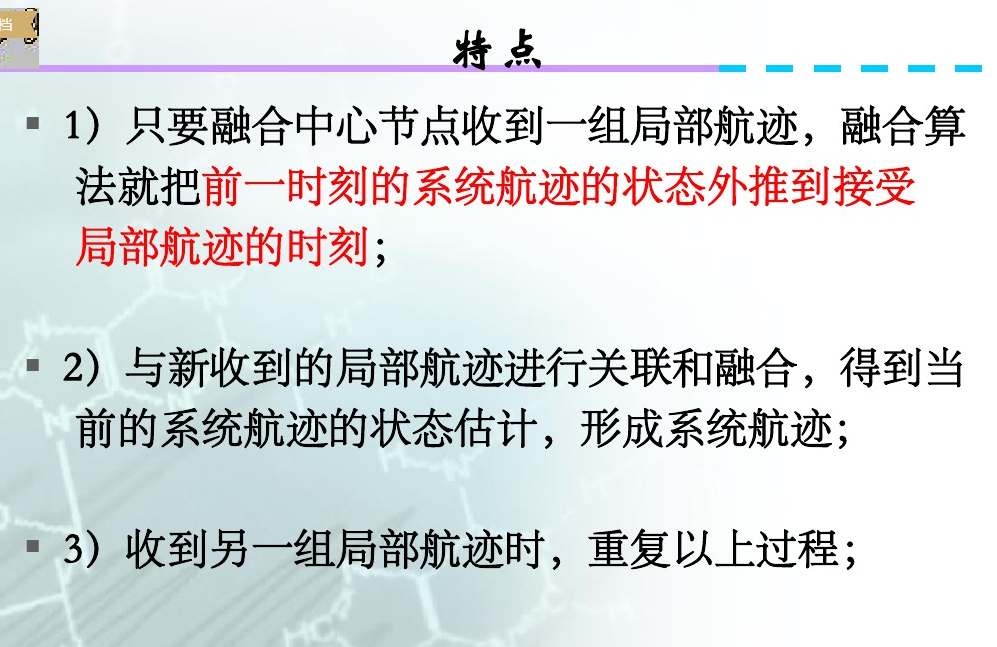 档
特点
1）只要融合中心节点收到一组局部航迹，融合算
法就把前一时刻的系统航迹的状态外推到接受
局部航迹的时刻；
2）与新收到的局部航迹进行关联和融合，得到当
前的系统航迹的状态估计，形成系统航迹；
3）收到另一组局部航迹时，重复以上过程；